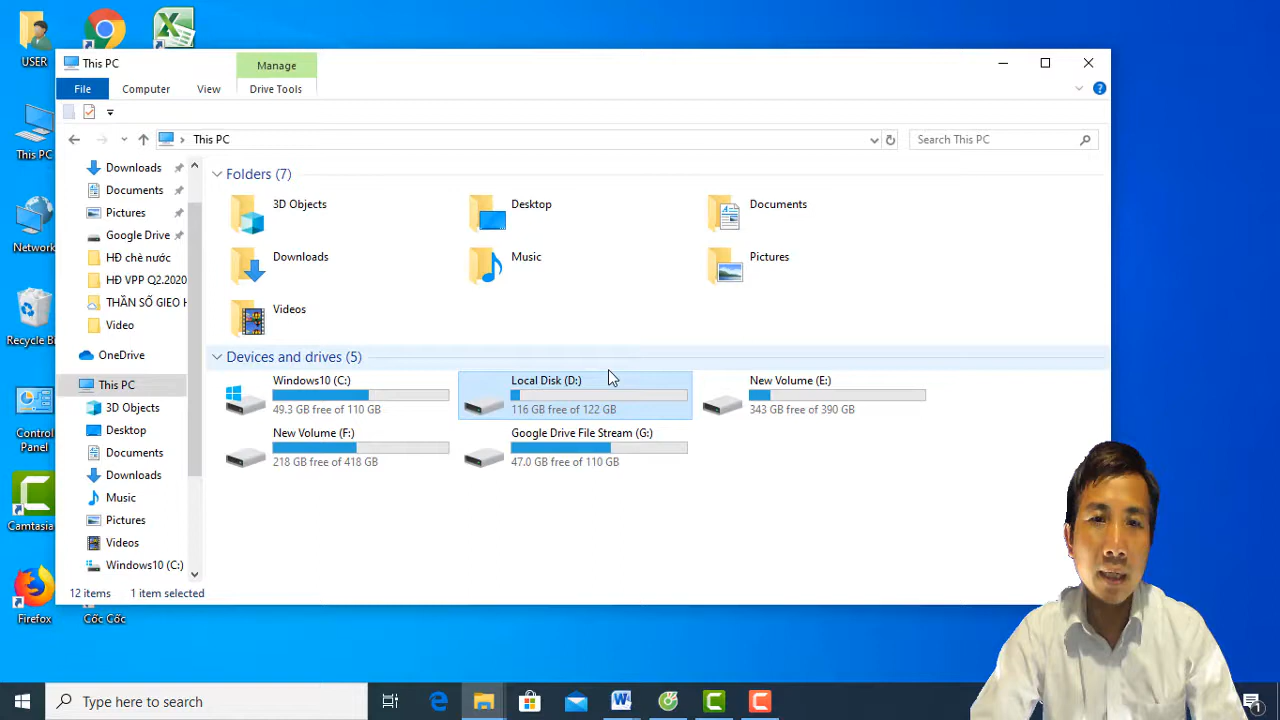 USER
This PC
Network
Recycle Bi
Control
Panel
Camtasia
Firefox
Cốc Cốc
This PC
Manage
File
Computer
View
Drive Tools
This PC
Search This PC
Downloads
Documents
Pictures
Google Drive
HĐ chè nước
HĐ VPP Q2.2020
THẦN SỐ GIEO H
Video
OneDrive
This PC
3D Objects
Desktop
Documents
Downloads
Music
Pictures
Videos
Windows10 (C:)
Folders (7)
3D Objects
Desktop
Documents
Downloads
Music
Pictures
Videos
Devices and drives (5)
Windows10 (C:)
49.3 GB free of 110 GB
Local Disk (D:)
116 GB free of 122 GB
New Volume (E:)
343 GB free of 390 GB
New Volume (F:)
218 GB free of 418 GB
Google Drive File Stream (G:)
47.0 GB free of 110 GB
12 items
1 item selected
Type here to search
1